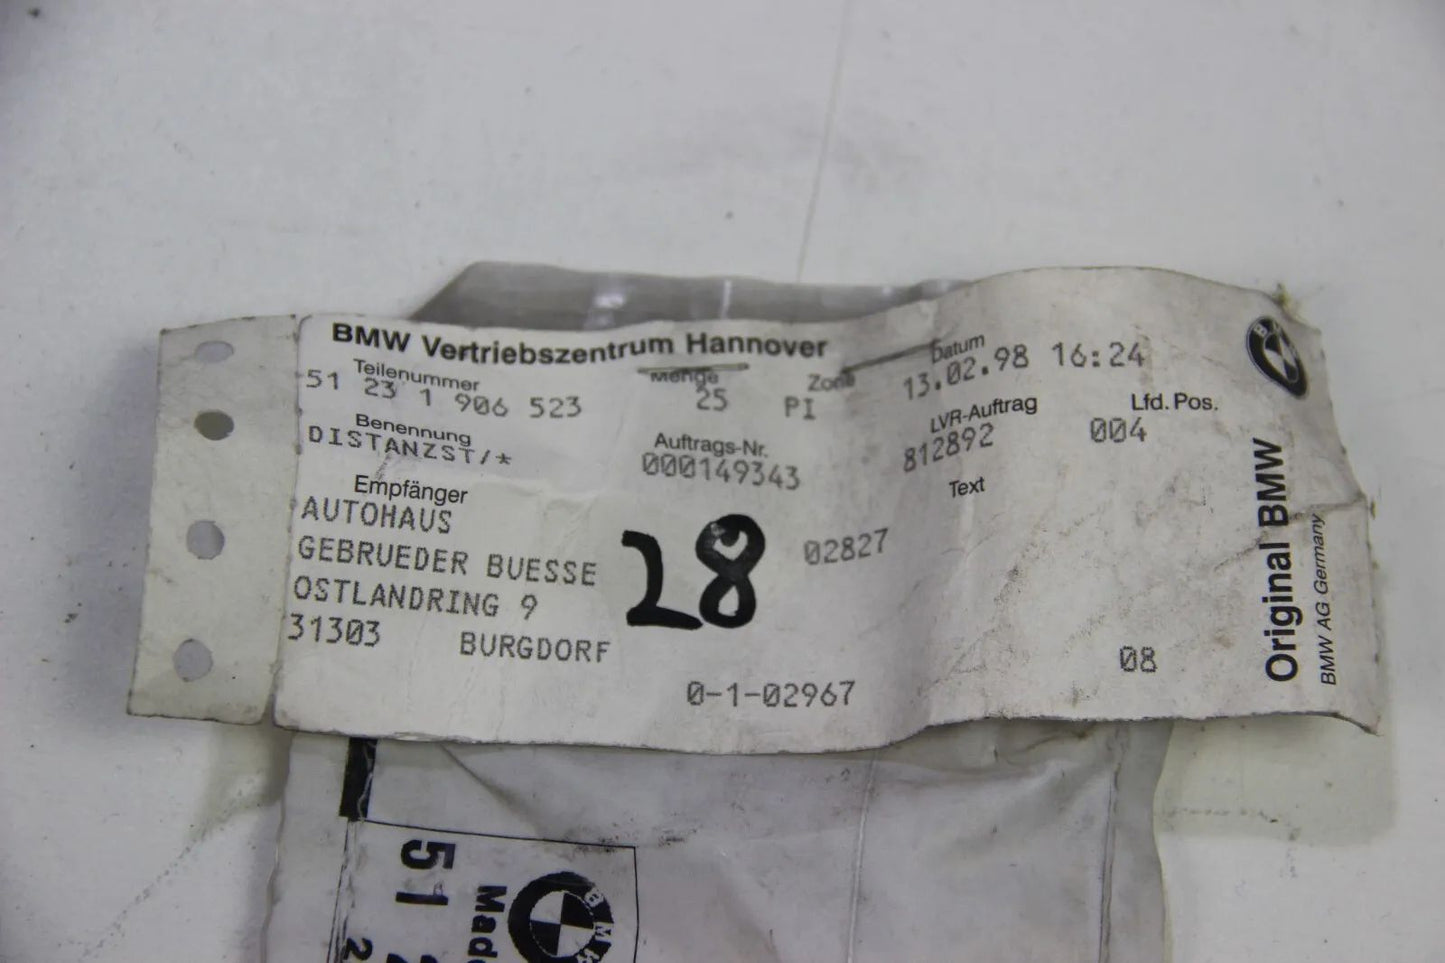 BMW Vertriebszentrum Hannover
Teilenummer Menge Zone Datum
51 23 1 906 523 25 PI 13.02.98 16:24
Benennung Auftrags-Nr. LVR-Auftrag Lfd. Pos.
DISTANZST/* 000149343 812892 004
Empfänger Text
AUTOHAUS
GEBRUEDER BUESSE 28 02827
OSTLANDRING 9
31303 BURGDORF 08
0-1-02967
Original BMW
BMW AG Germany
51
Made
BMW